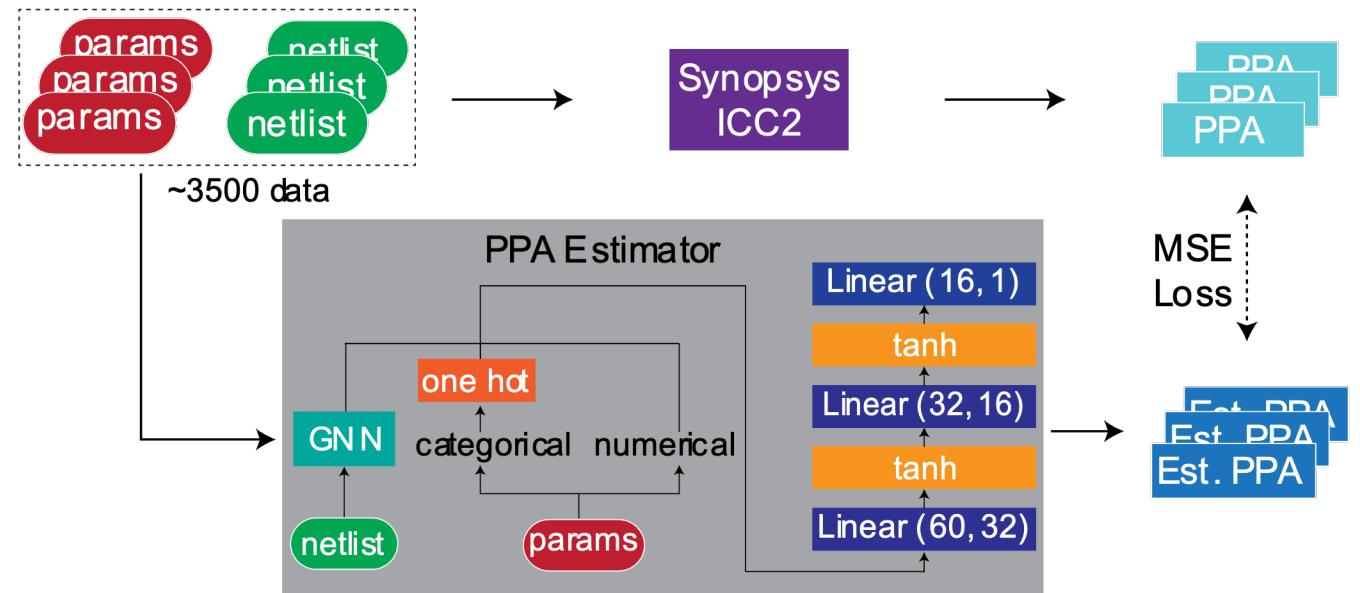 params
params
params
netlist
netlist
netlist
Synopsys
ICC2
PPA
PPA
PPA
~3500 data
MSE
Loss
PPA Estimator
Linear (16, 1)
tanh
one hot
Linear (32, 16)
GNN
categorical
numerical
tanh
netlist
params
Linear (60, 32)
Est. PPA
Est. PPA
Est. PPA